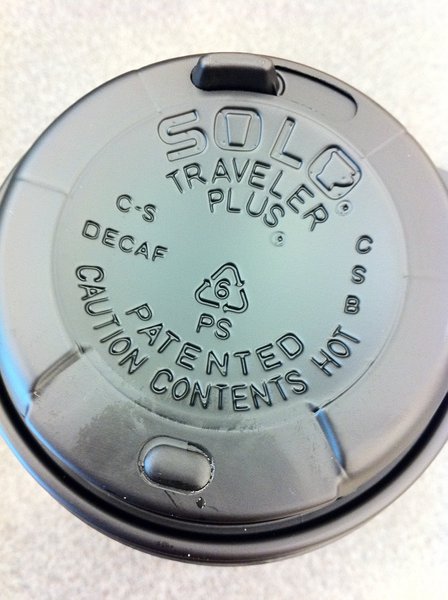 SOLO
TRAVELER
PLUS
C-S
DECAF
C
S
B
6
PS
PATENTED
CAUTION CONTENTS HOT